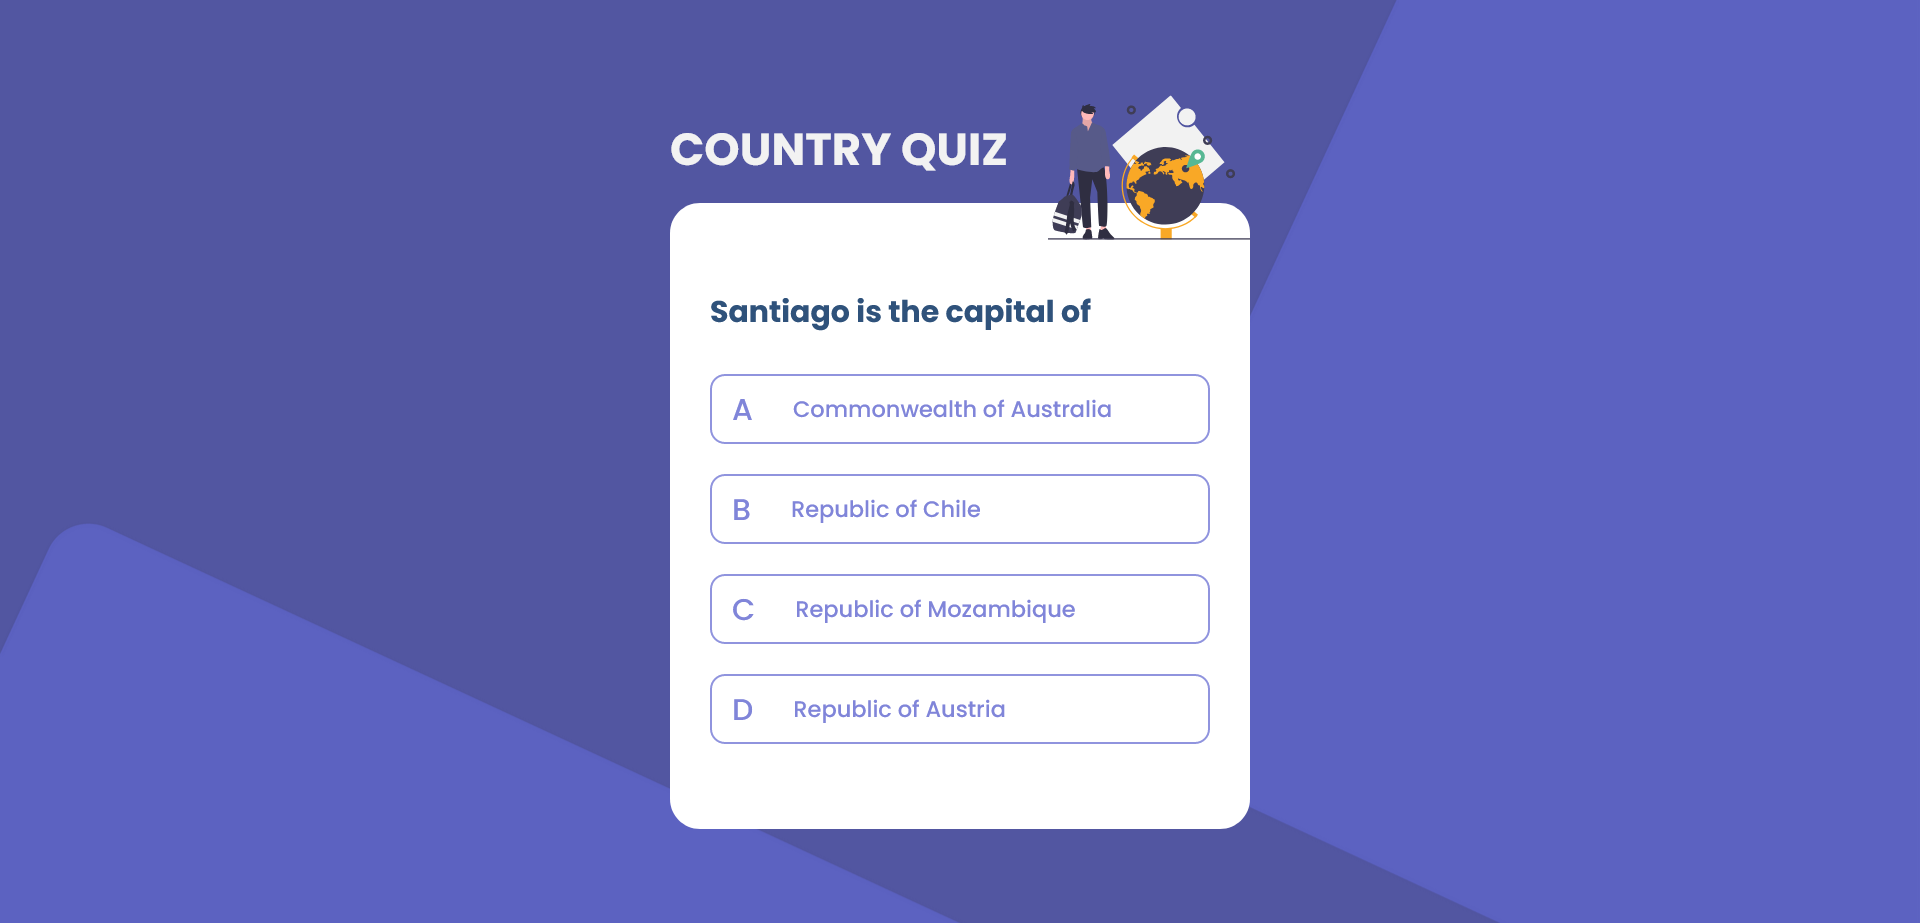 COUNTRY QUIZ
Santiago is the capital of
A Commonwealth of Australia
B Republic of Chile
C Republic of Mozambique
D Republic of Austria